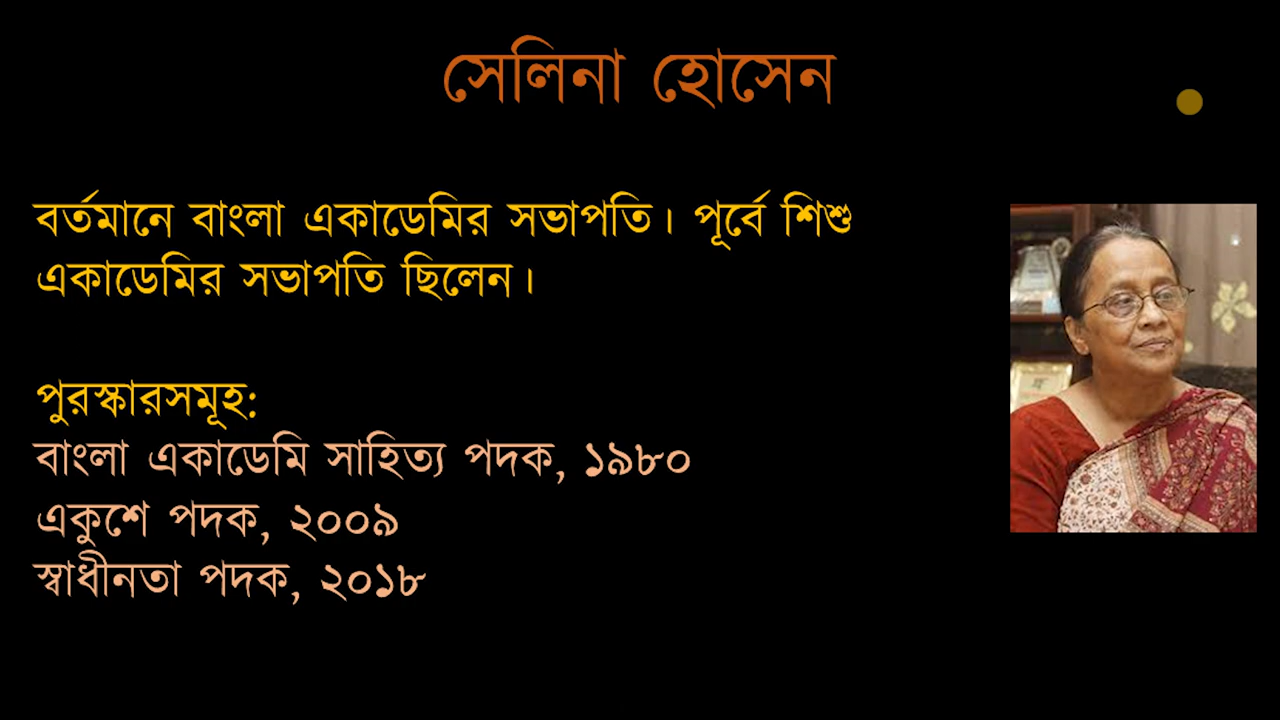 সেলিনা হোসেন
বর্তমানে বাংলা একাডেমির সভাপতি। পূর্বে শিশু
একাডেমির সভাপতি ছিলেন।
পুরস্কারসমূহ:
বাংলা একাডেমি সাহিত্য পদক, ১৯৮০
একুশে পদক, ২০০৯
স্বাধীনতা পদক, ২০১৮